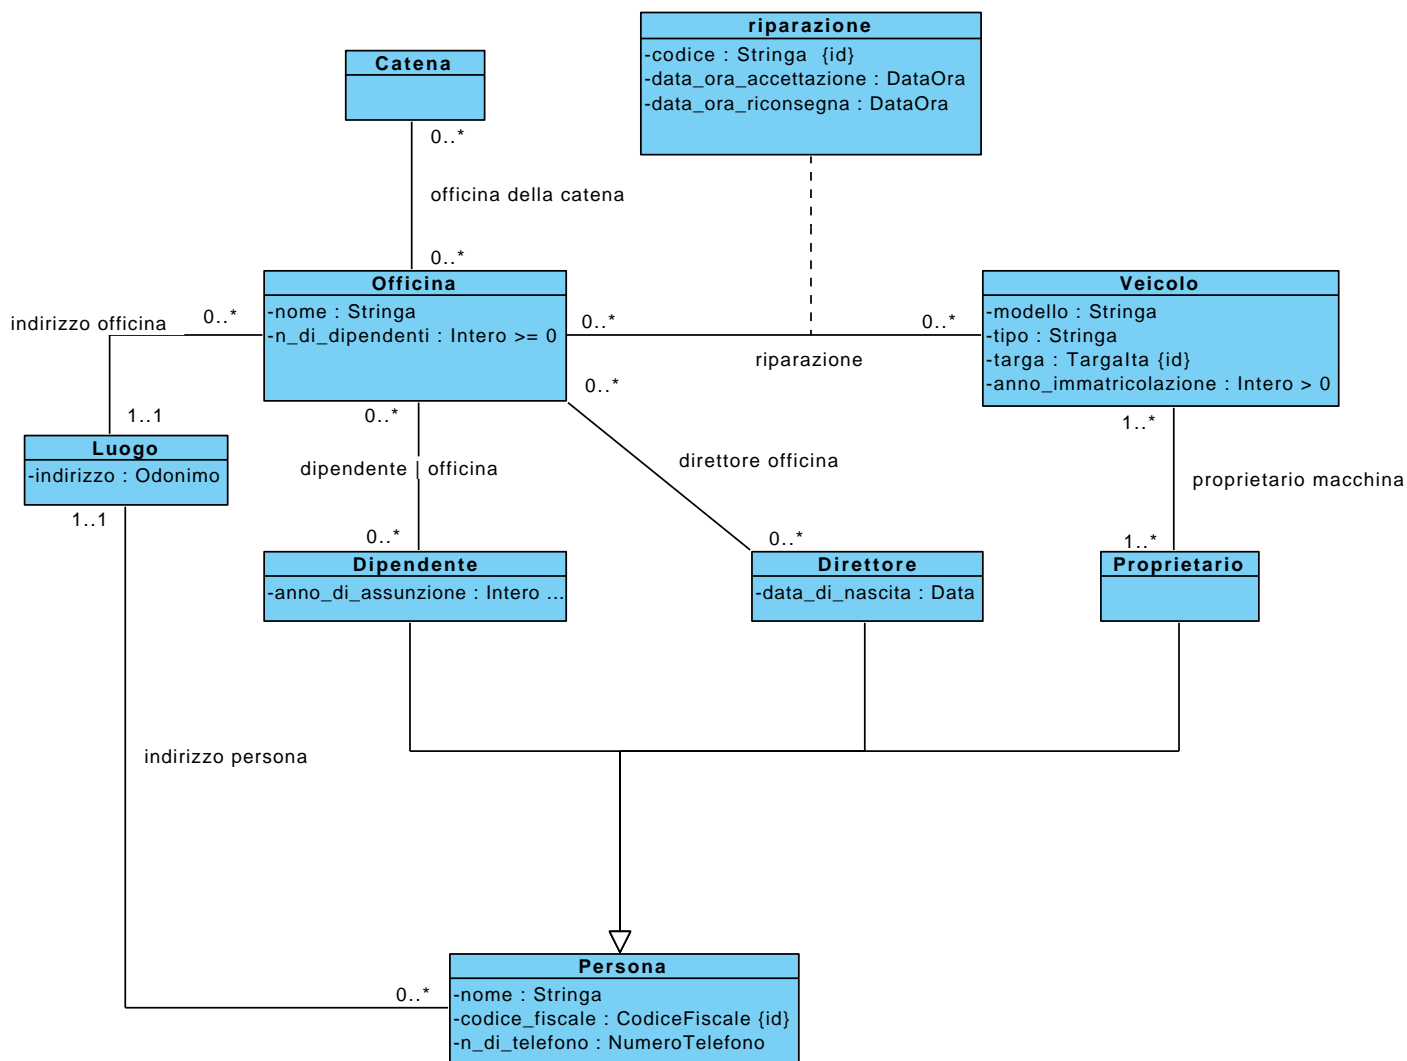 riparazione
-codice : Stringa {id}
-data_ora_accettazione : DataOra
-data_ora_riconsegna : DataOra
Catena
0..*
officina della catena
0..*
Officina
-nome : Stringa
-n_di_dipendenti : Intero >= 0
Veicolo
-modello : Stringa
-tipo : Stringa
-targa : TargaIta {id}
-anno_immatricolazione : Intero > 0
indirizzo officina
0..*
0..*
0..*
riparazione
0..*
0..*
1..1
1..*
Luogo
-indirizzo : Odonimo
dipendente officina
direttore officina
proprietario macchina
1..1
0..*
0..*
1..*
Dipendente
-anno_di_assunzione : Intero ...
Direttore
-data_di_nascita : Data
Proprietario
indirizzo persona
0..*
Persona
-nome : Stringa
-codice_fiscale : CodiceFiscale {id}
-n_di_telefono : NumeroTelefono